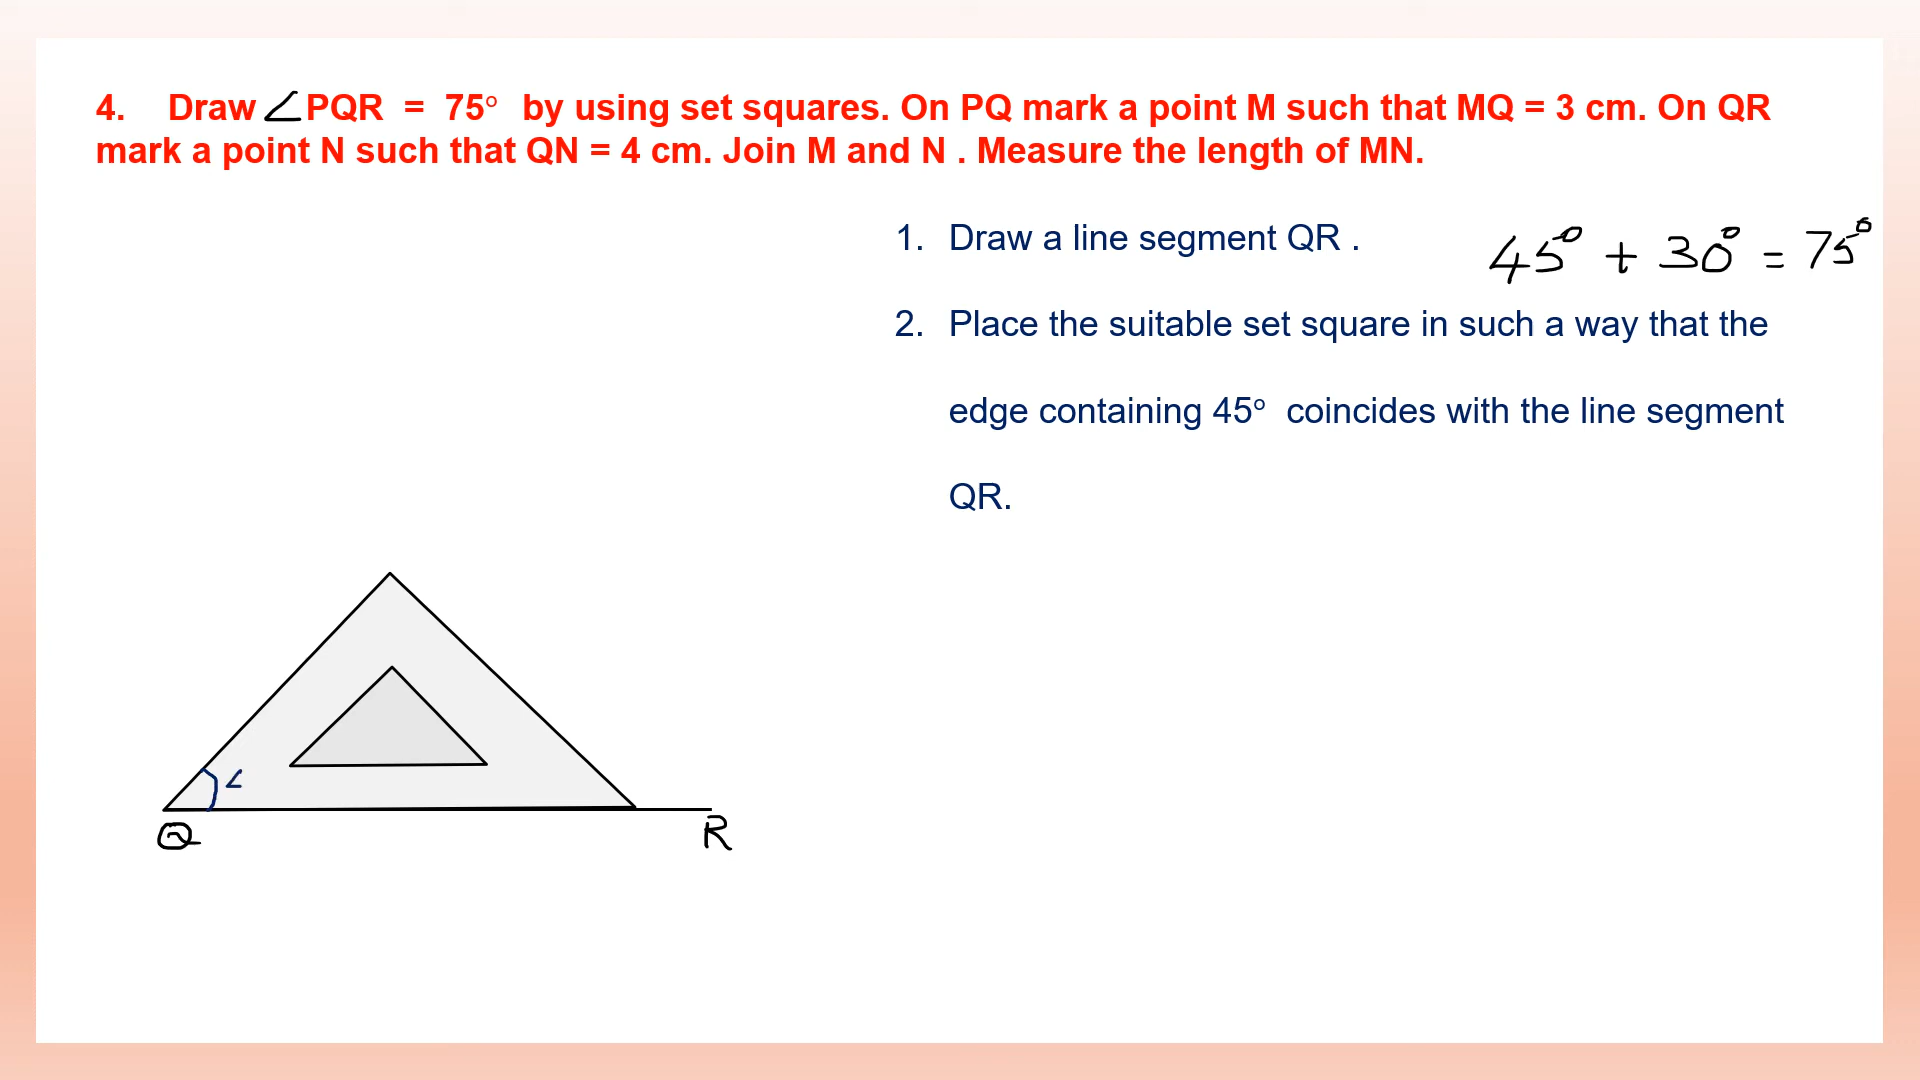 4. Draw ∠PQR = 75° by using set squares. On PQ mark a point M such that MQ = 3 cm. On QR
mark a point N such that QN = 4 cm. Join M and N . Measure the length of MN.
1. Draw a line segment QR .
45° + 30° = 75°
2. Place the suitable set square in such a way that the
edge containing 45° coincides with the line segment
QR.
Q
R